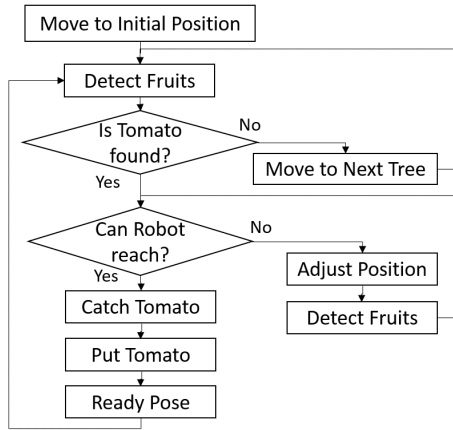 Move to Initial Position
Detect Fruits
Is Tomato
found?
No
Move to Next Tree
Yes
Can Robot
reach?
No
Adjust Position
Yes
Catch Tomato
Detect Fruits
Put Tomato
Ready Pose